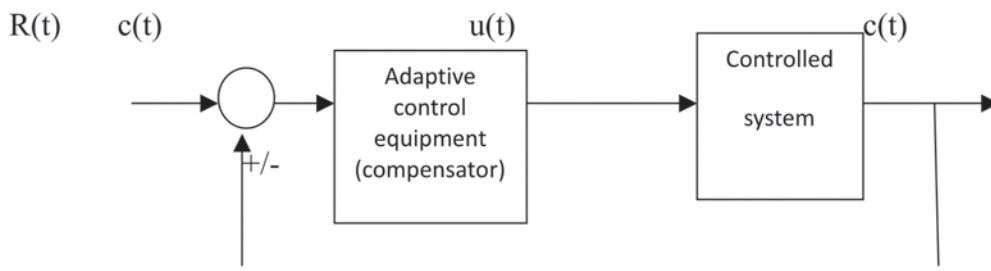 R(t) c(t) u(t) c(t)
Adaptive
control
equipment
(compensator)
Controlled
system
+/-